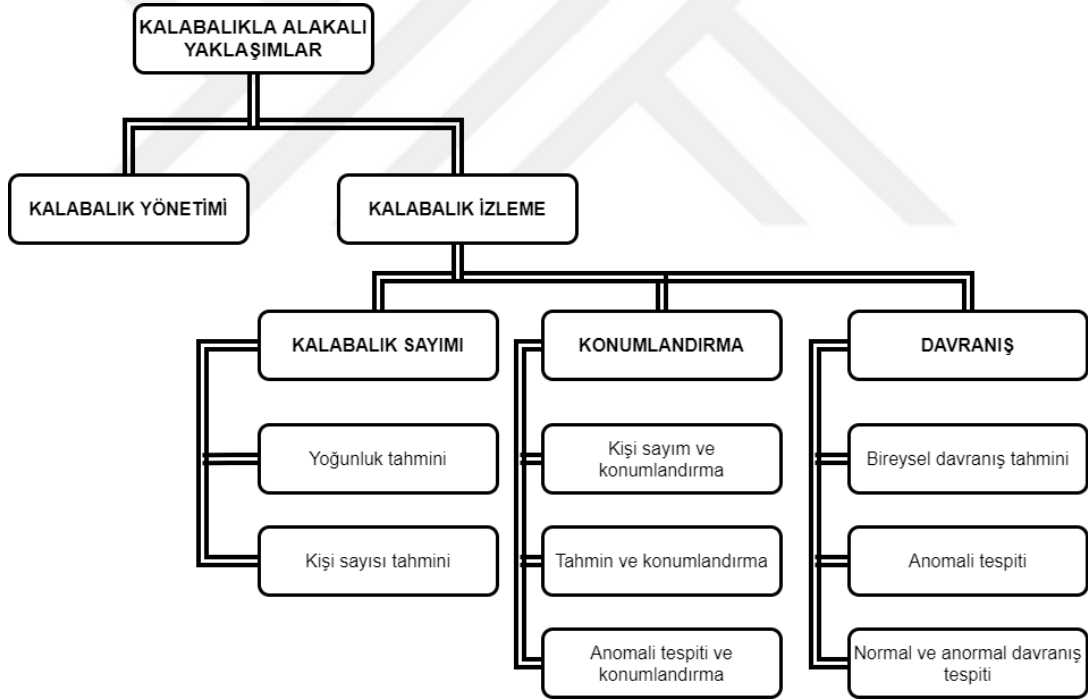 KALABALIKLA ALAKALI
YAKLAŞIMLAR
KALABALIK YÖNETİMİ
KALABALIK İZLEME
KALABALIK SAYIMI
KONUMLANDIRMA
DAVRANIŞ
Yoğunluk tahmini
Kişi sayım ve
konumlandırma
Bireysel davranış tahmini
Kişi sayısı tahmini
Tahmin ve konumlandırma
Anomali tespiti
Anomali tespiti ve
konumlandırma
Normal ve anormal davranış
tespiti